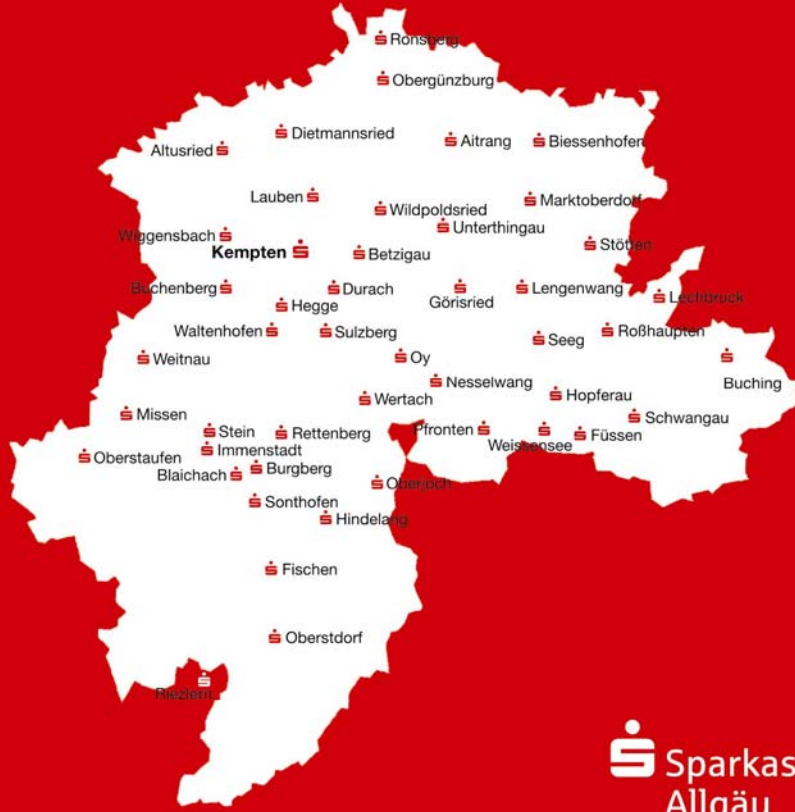 Ronsberg
Obergünzburg
Dietmannsried
Aitrang
Biessenhofen
Altusried
Lauben
Wildpoldsried
Marktoberdorf
Unterthingau
Wiggensbach
Kempten
Betzigau
Stötten
Buchenberg
Durach
Görisried
Lengenwang
Lechbruck
Hegge
Waltenhofen
Sulzberg
Seeg
Roßhaupten
Weitnau
Oy
Buching
Nesselwang
Hopferau
Wertach
Missen
Schwangau
Stein
Rettenberg
Pfronten
Weissensee
Füssen
Immenstadt
Oberstaufen
Blaichach
Burgberg
Oberjoch
Sonthofen
Hindelang
Fischen
Oberstdorf
Riezlern
Sparkas
Allgäu